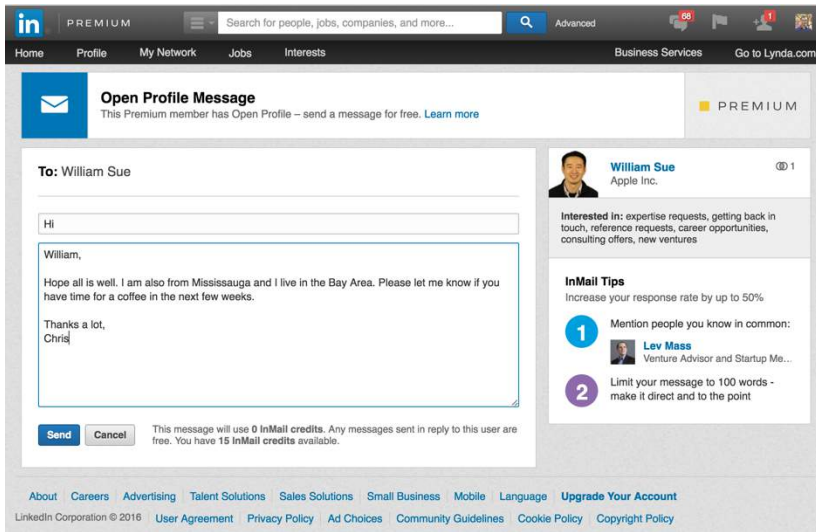 in PREMIUM Search for people, jobs, companies, and more... Advanced 68 1
Home Profile My Network Jobs Interests Business Services Go to Lynda.com
Open Profile Message
This Premium member has Open Profile – send a message for free. Learn more
PREMIUM
To: William Sue
Hi
William,
Hope all is well. I am also from Mississauga and I live in the Bay Area. Please let me know if you
have time for a coffee in the next few weeks.
Thanks a lot,
Chris
Send Cancel
This message will use 0 InMail credits. Any messages sent in reply to this user are
free. You have 15 InMail credits available.
William Sue 1
Apple Inc.
Interested in: expertise requests, getting back in
touch, reference requests, career opportunities,
consulting offers, new ventures
InMail Tips
Increase your response rate by up to 50%
1 Mention people you know in common:
Lev Mass
Venture Advisor and Startup Me...
2 Limit your message to 100 words -
make it direct and to the point
About Careers Advertising Talent Solutions Sales Solutions Small Business Mobile Language Upgrade Your Account
LinkedIn Corporation © 2016 User Agreement Privacy Policy Ad Choices Community Guidelines Cookie Policy Copyright Policy